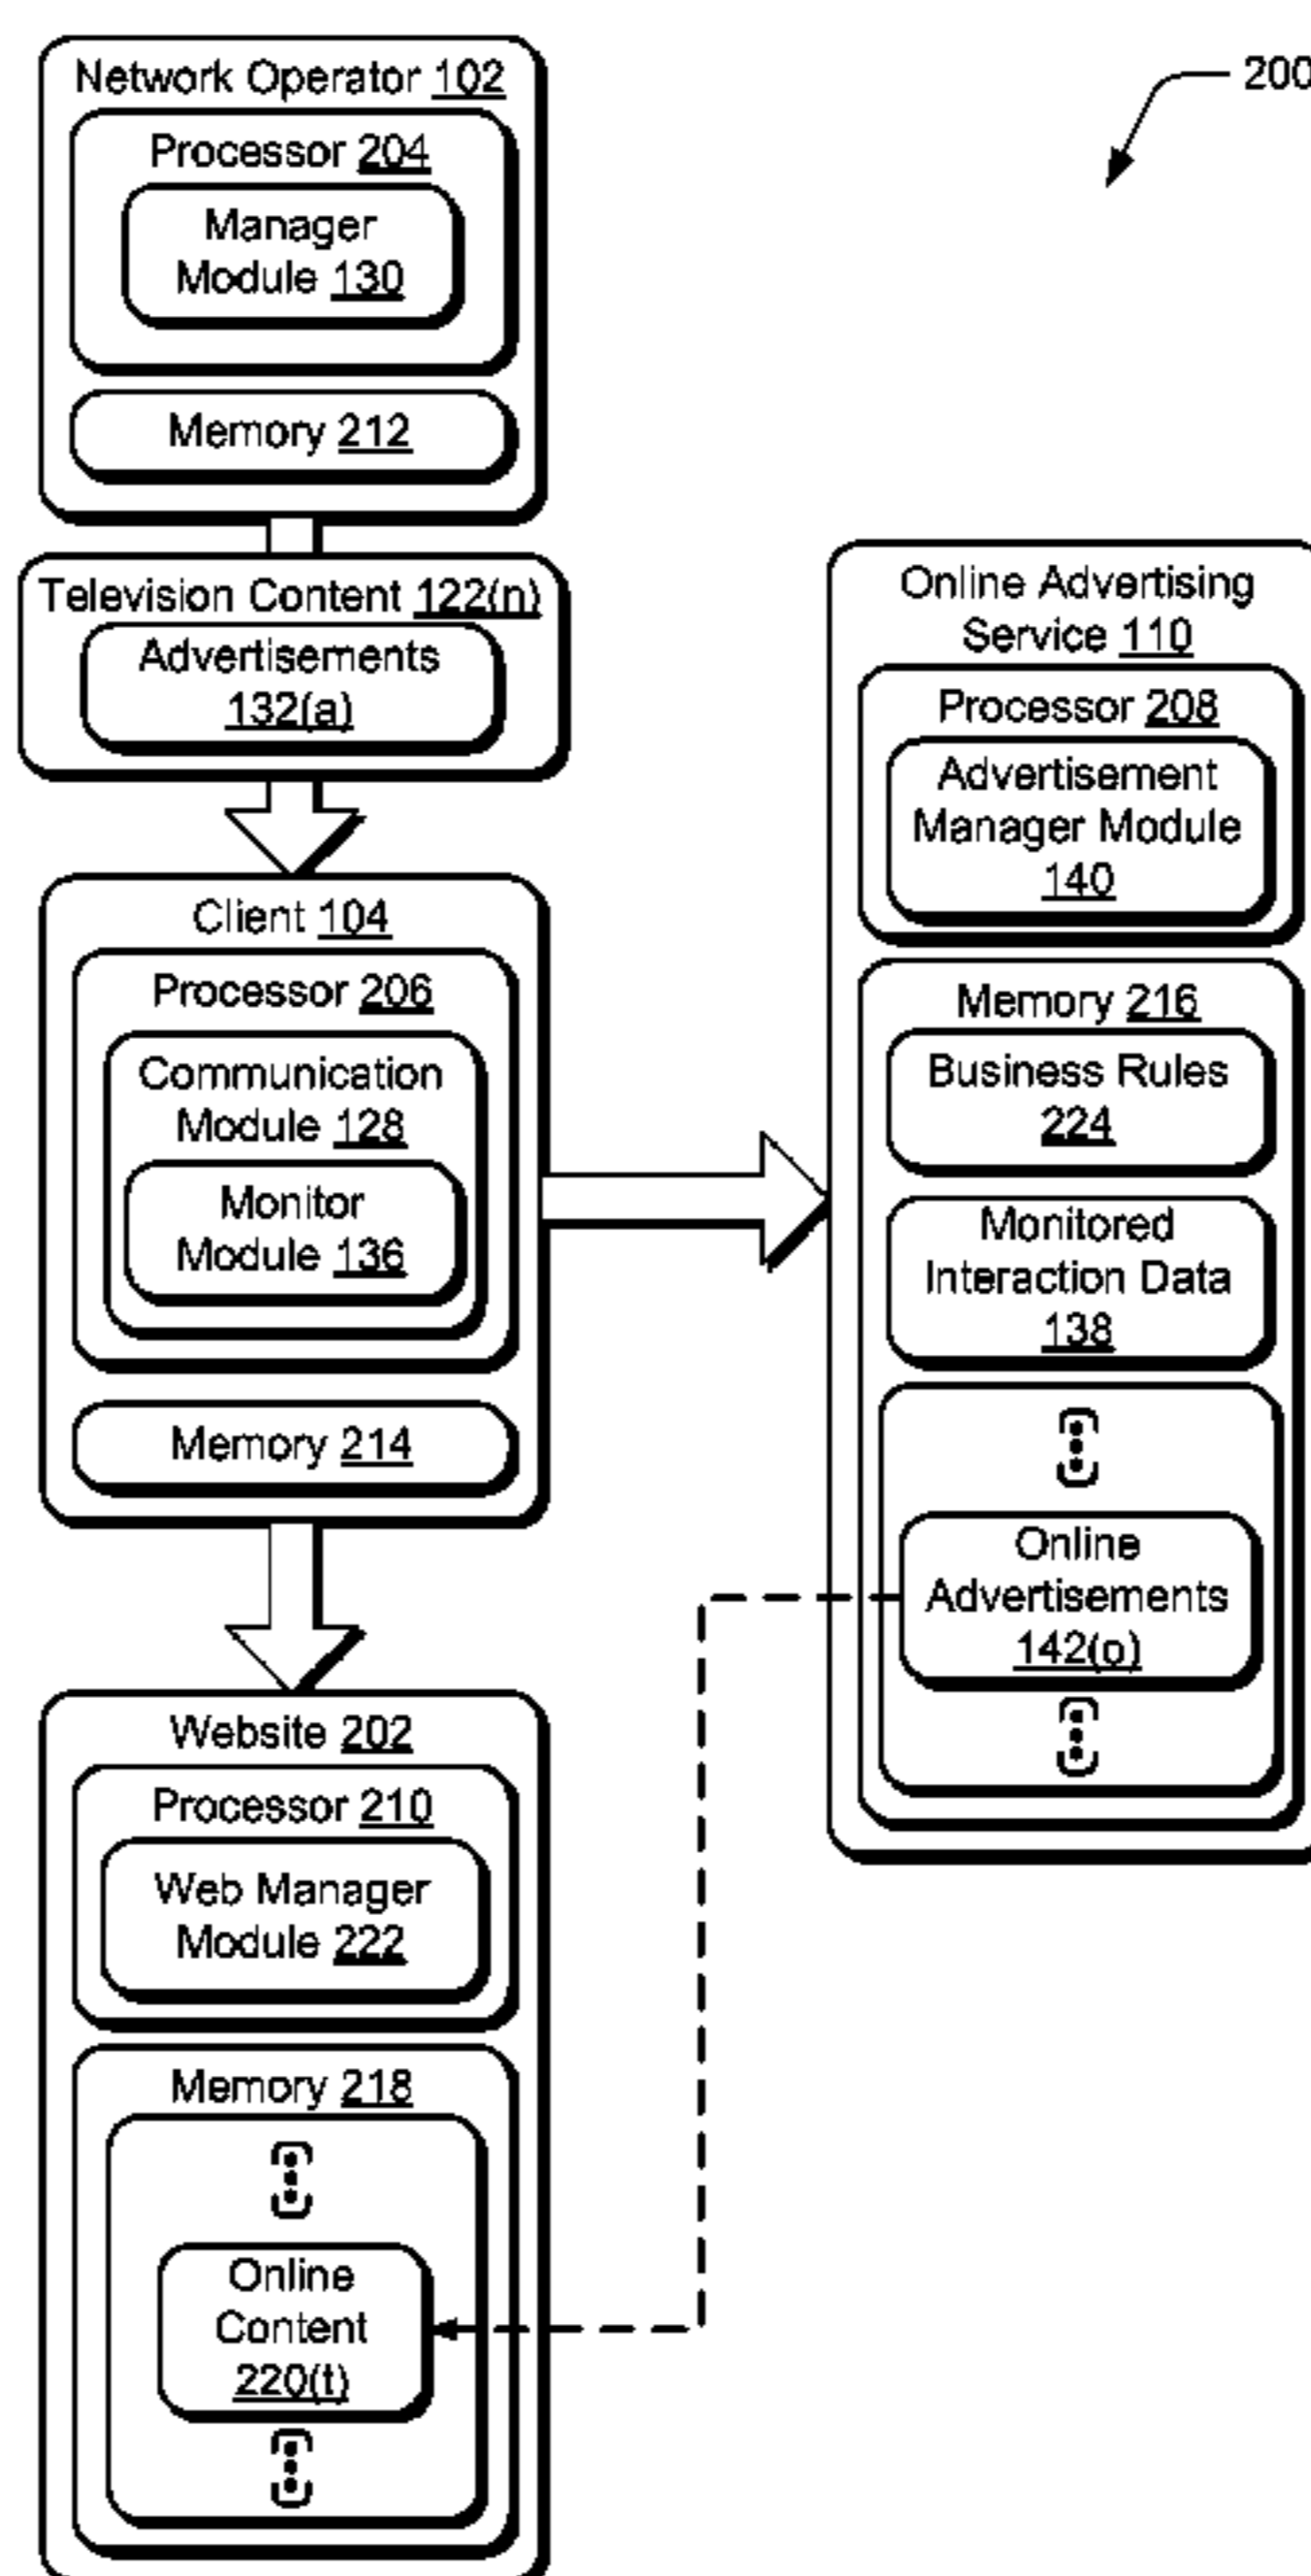 200
Network Operator 102
Processor 204
Manager
Module 130
Memory 212
Television Content 122(n)
Advertisements
132(a)
Client 104
Processor 206
Communication
Module 128
Monitor
Module 136
Memory 214
Website 202
Processor 210
Web Manager
Module 222
Memory 218
Online
Content
220(t)
Online Advertising
Service 110
Processor 208
Advertisement
Manager Module
140
Memory 216
Business Rules
224
Monitored
Interaction Data
138
Online
Advertisements
142(o)